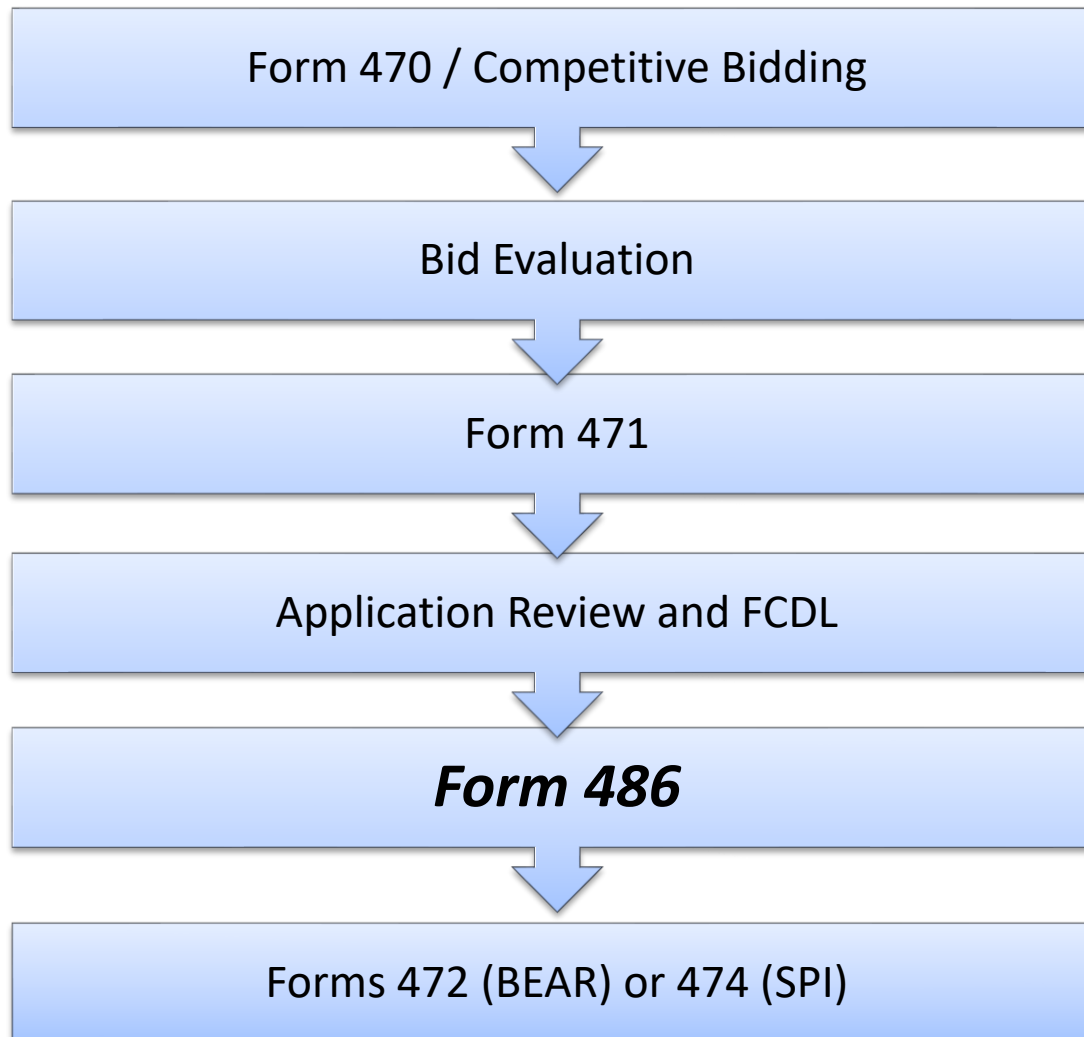 Form 470 / Competitive Bidding
Bid Evaluation
Form 471
Application Review and FCDL
Form 486
Forms 472 (BEAR) or 474 (SPI)